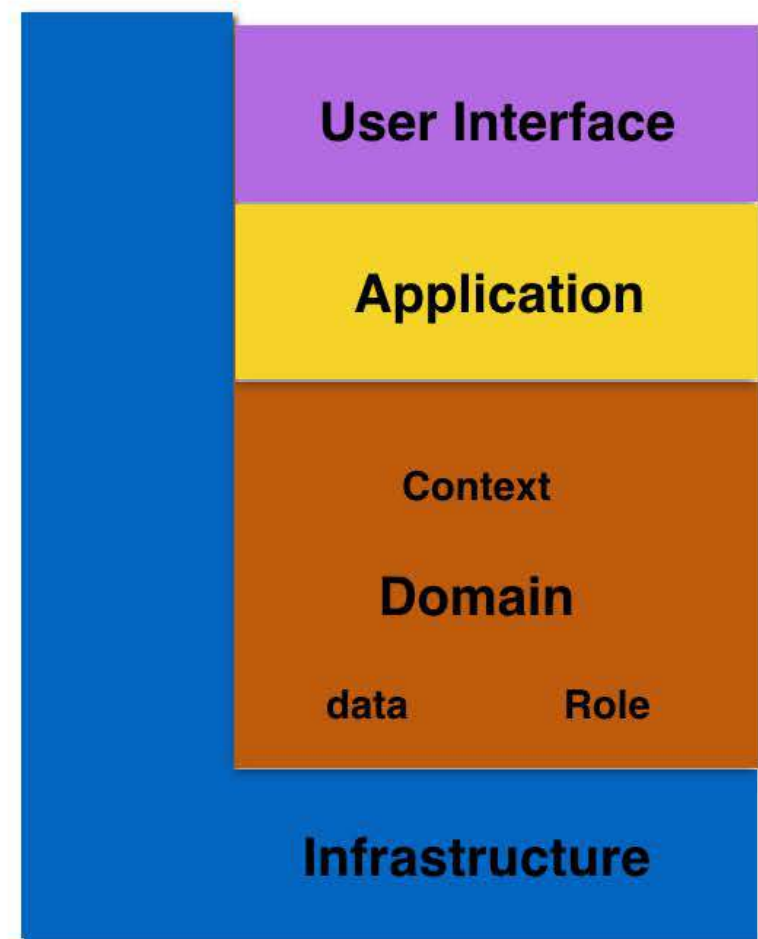 User Interface
Application
Context
Domain
data Role
Infrastructure